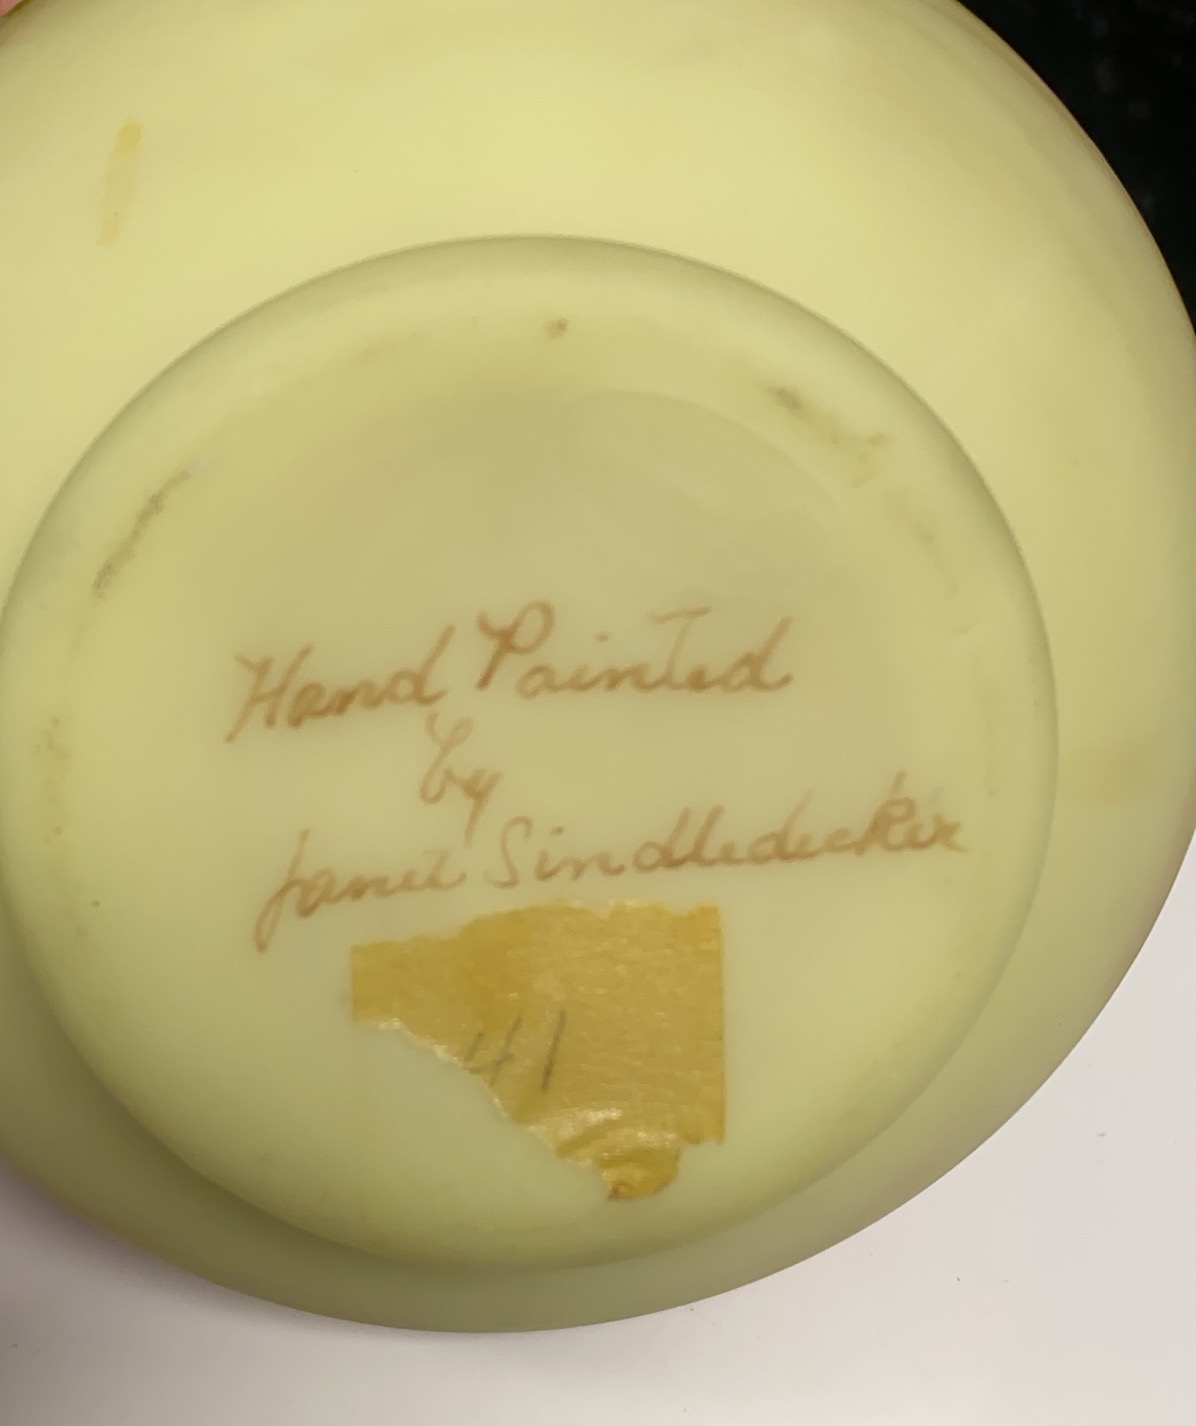 Hand Painted
by
Janet Sindledecker
41